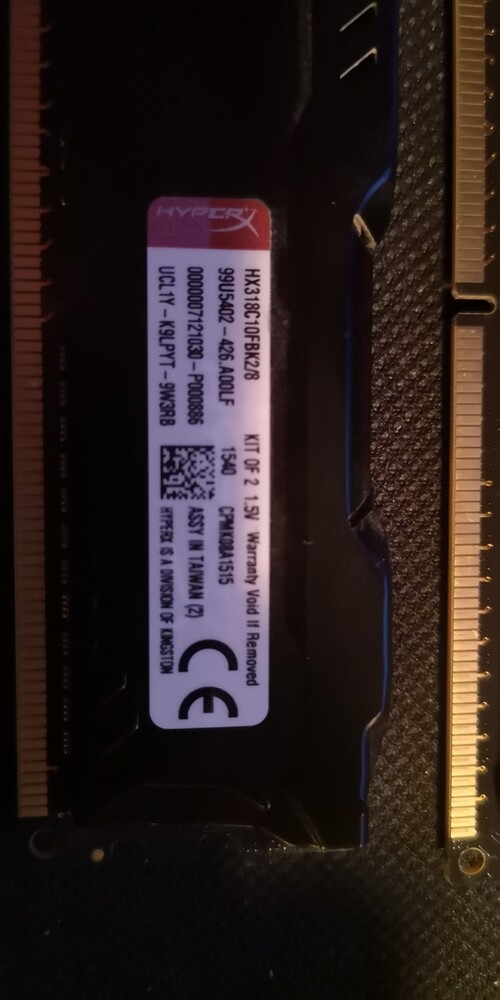 HYPERX
HX318C10FBK2/8 KIT OF 2 1.5V Warranty Void If Removed
99U5402-426.A00LF 1540 CPMK08A1515
0000007121030-P000886 ASSY IN TAIWAN (2)
UCL1Y-K9LPYT-9W3RB HYPERX IS A DIVISION OF KINGSTON
CE